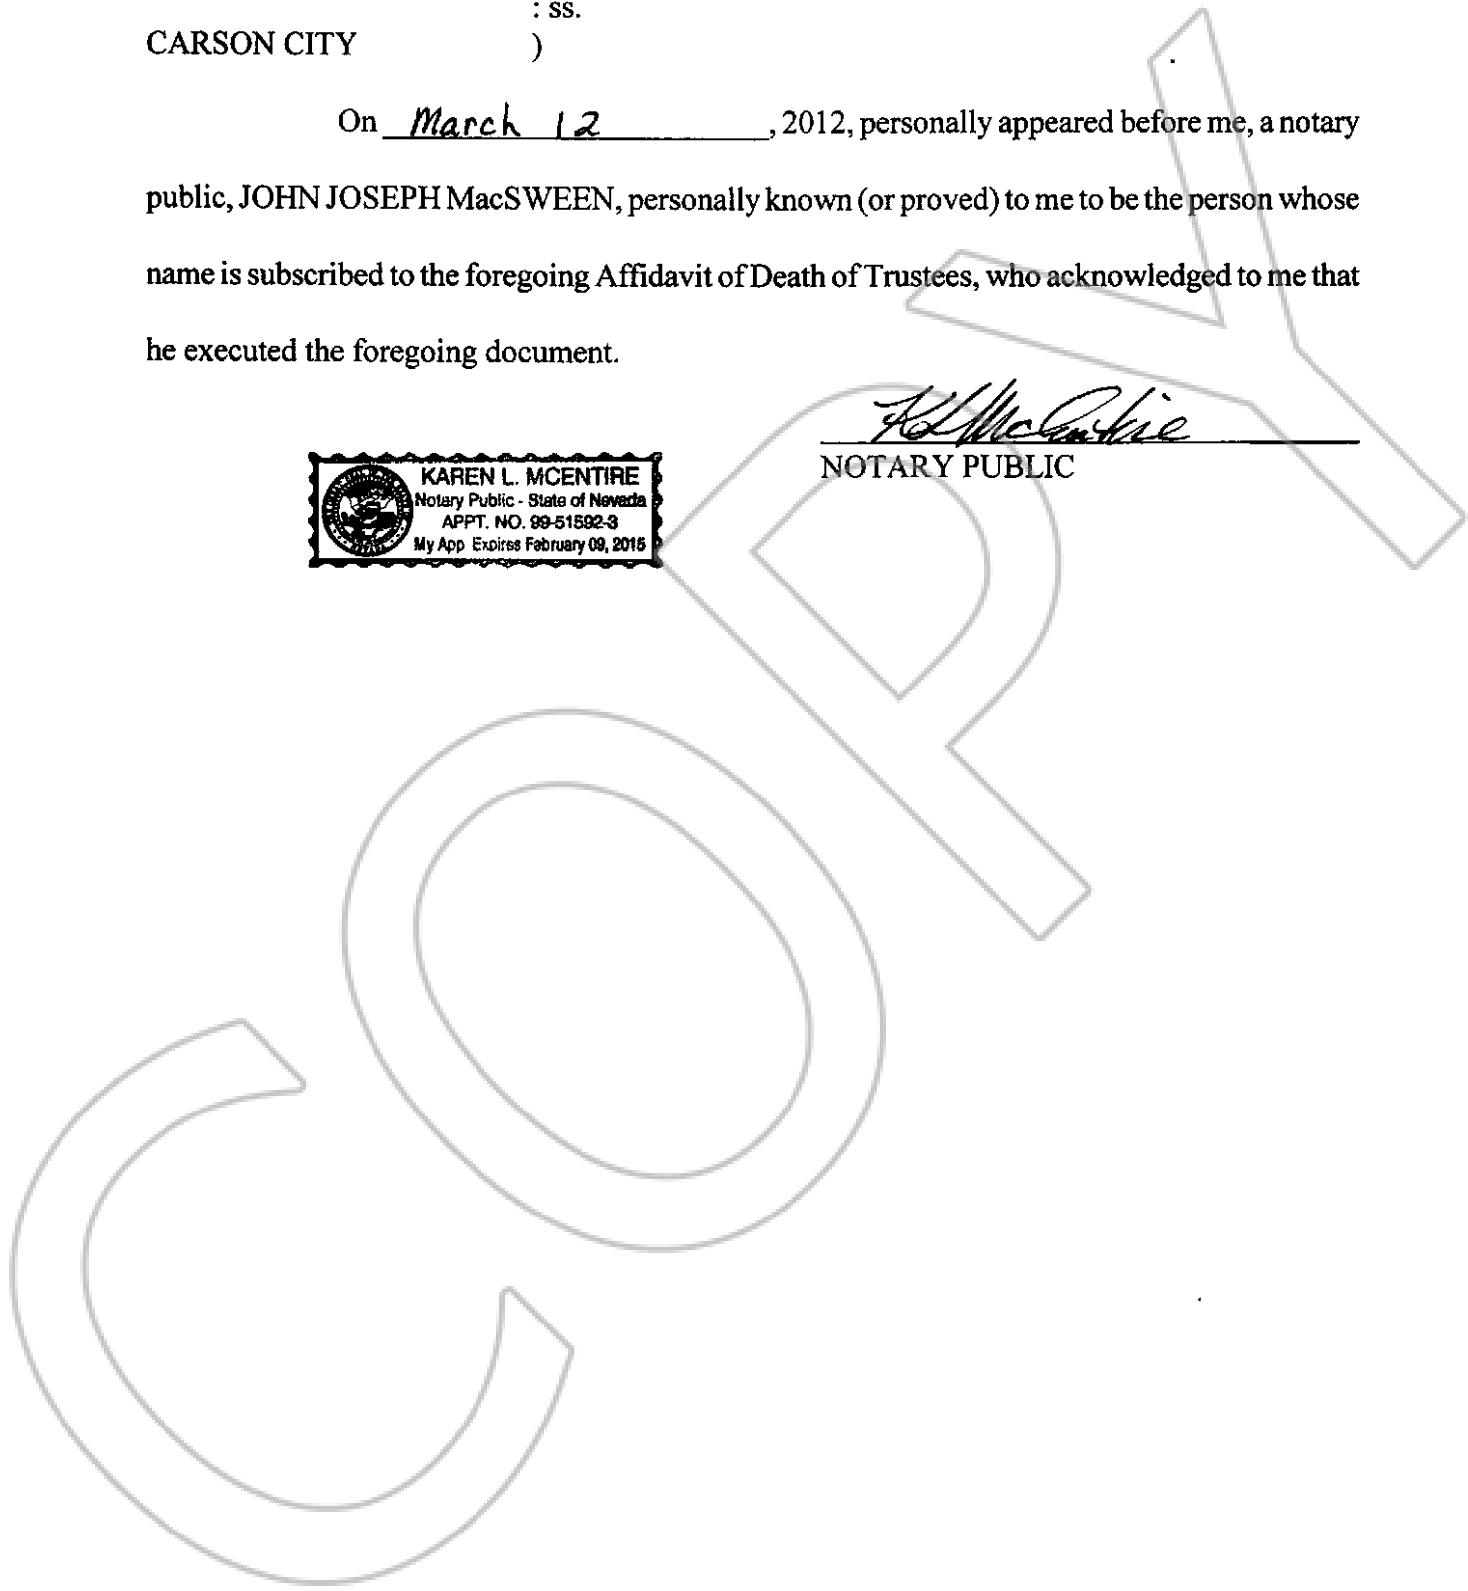 : ss.
CARSON CITY )
On March 12, 2012, personally appeared before me, a notary
public, JOHN JOSEPH MacSWEEN, personally known (or proved) to me to be the person whose
name is subscribed to the foregoing Affidavit of Death of Trustees, who acknowledged to me that
he executed the foregoing document.
KL McEntire
NOTARY PUBLIC
KAREN L. MCENTIRE
Notary Public - State of Nevada
APPT. NO. 99-51592-3
My App Expires February 09, 2015
COPY